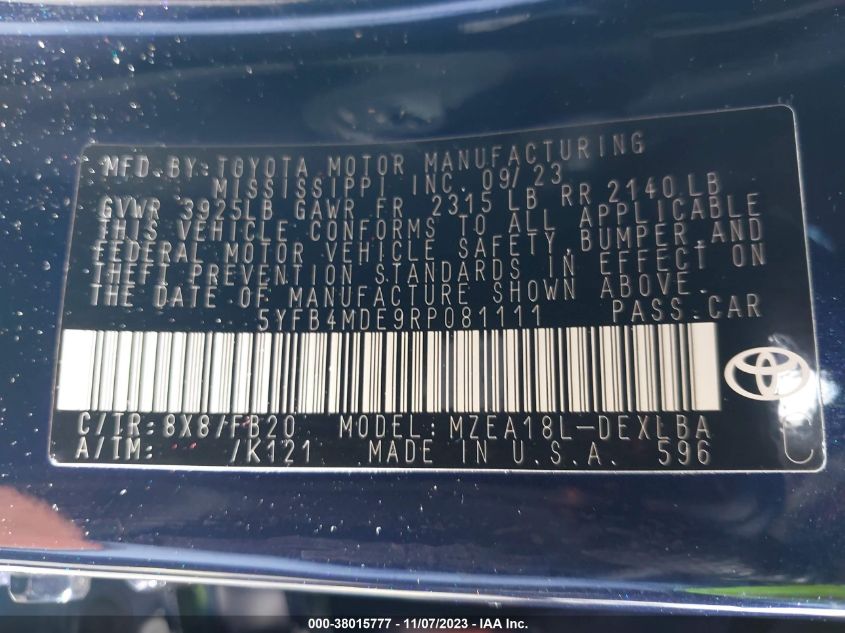 MFD.BY:TOYOTA MOTOR MANUFACTURING
MISSISSIPPI, INC. 09/23
GVWR 3925LB GAWR FR 2315 LB RR 2140 LB
THIS VEHICLE CONFORMS TO ALL APPLICABLE
FEDERAL MOTOR VEHICLE SAFETY,BUMPER AND
THEFT PREVENTION STANDARDS IN EFFECT ON
THE DATE OF MANUFACTURE SHOWN ABOVE.
5YFB4MDE9RP081111 PASS.CAR
C/TR:8X8/FB20 MODEL:MZEA18L-DEXLBA
A/TM: /K121 MADE IN U.S.A. 596
000-38015777 - 11/07/2023 - IAA Inc.